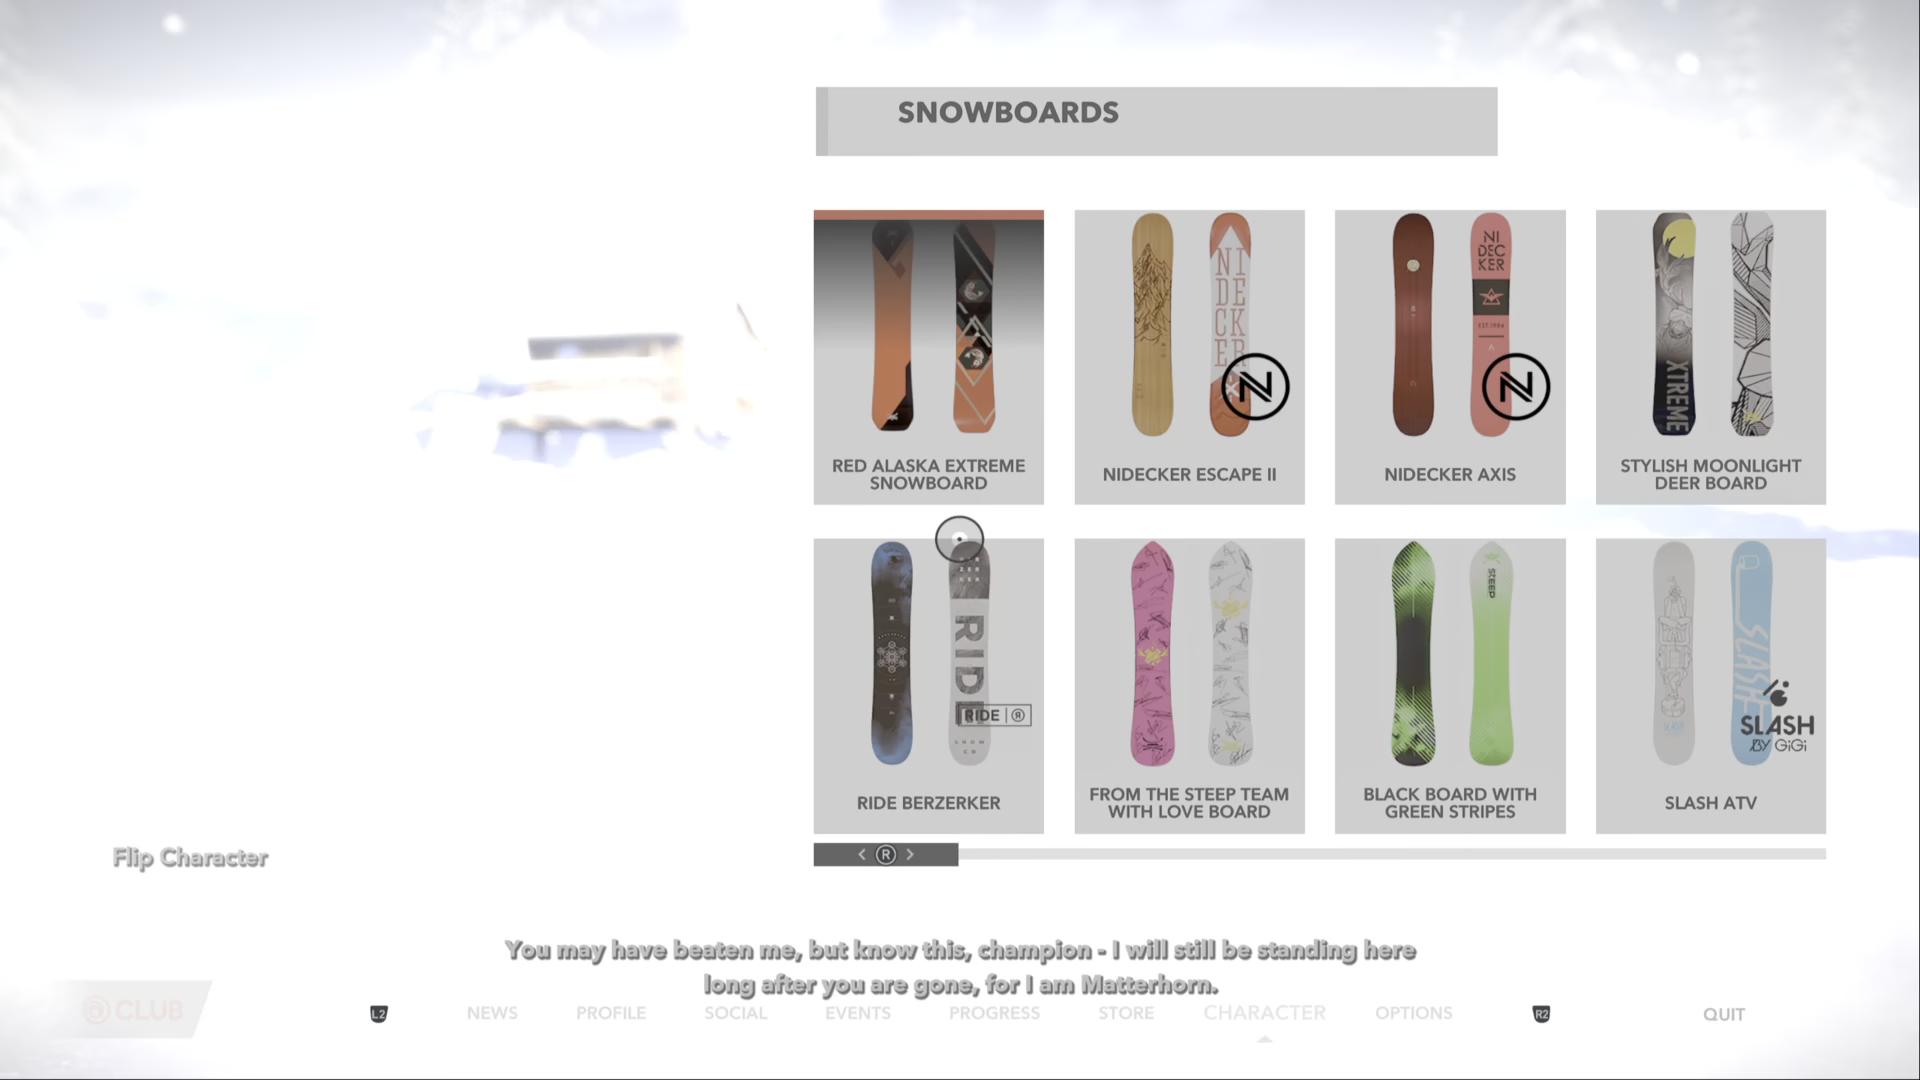 SNOWBOARDS
NIDECKER
NI
DEC
KER
EST. 1984
XTREME
RED ALASKA EXTREME
SNOWBOARD
NIDECKER ESCAPE II
NIDECKER AXIS
STYLISH MOONLIGHT
DEER BOARD
RIDE
RIDE | R
STEEP
SLASH
SLASH
BY GiGi
RIDE BERZERKER
FROM THE STEEP TEAM
WITH LOVE BOARD
BLACK BOARD WITH
GREEN STRIPES
SLASH ATV
< R >
Flip Character
You may have beaten me, but know this, champion - I will still be standing here
long after you are gone, for I am Matterhorn.
CLUB
L2
NEWS
PROFILE
SOCIAL
EVENTS
PROGRESS
STORE
CHARACTER
OPTIONS
R2
QUIT